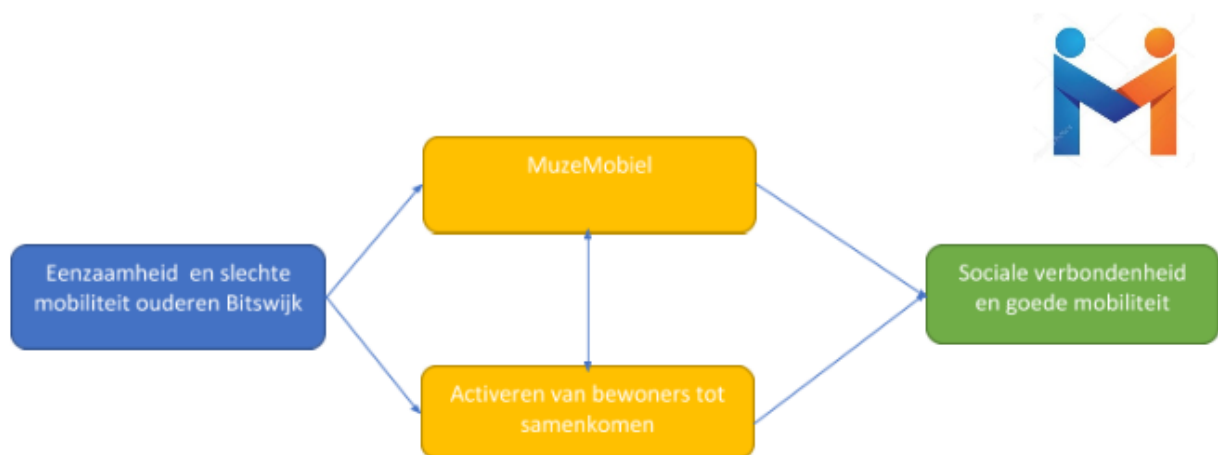 MuzeMobiel
Eenzaamheid en slechte
mobiliteit ouderen Bitswijk
Sociale verbondenheid
en goede mobiliteit
Activeren van bewoners tot
samenkomen